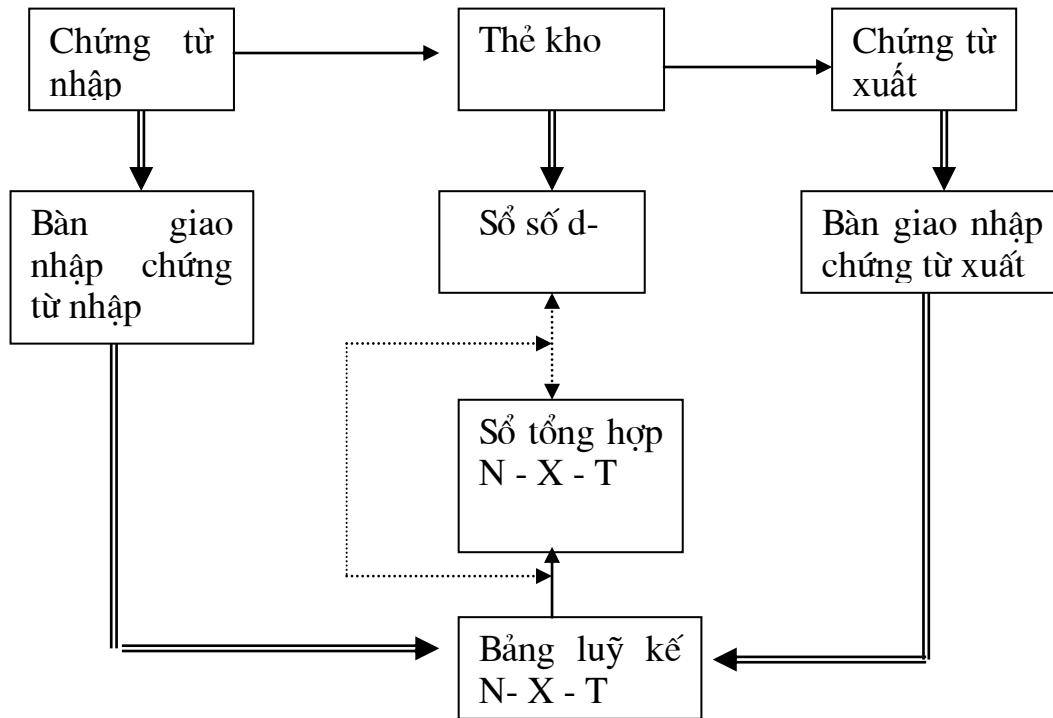 Chứng từ
nhập
Thẻ kho
Chứng từ
xuất
Bàn giao
nhập chứng
từ nhập
Sổ số d-
Bàn giao nhập
chứng từ xuất
Sổ tổng hợp
N - X - T
Bảng luỹ kế
N- X - T